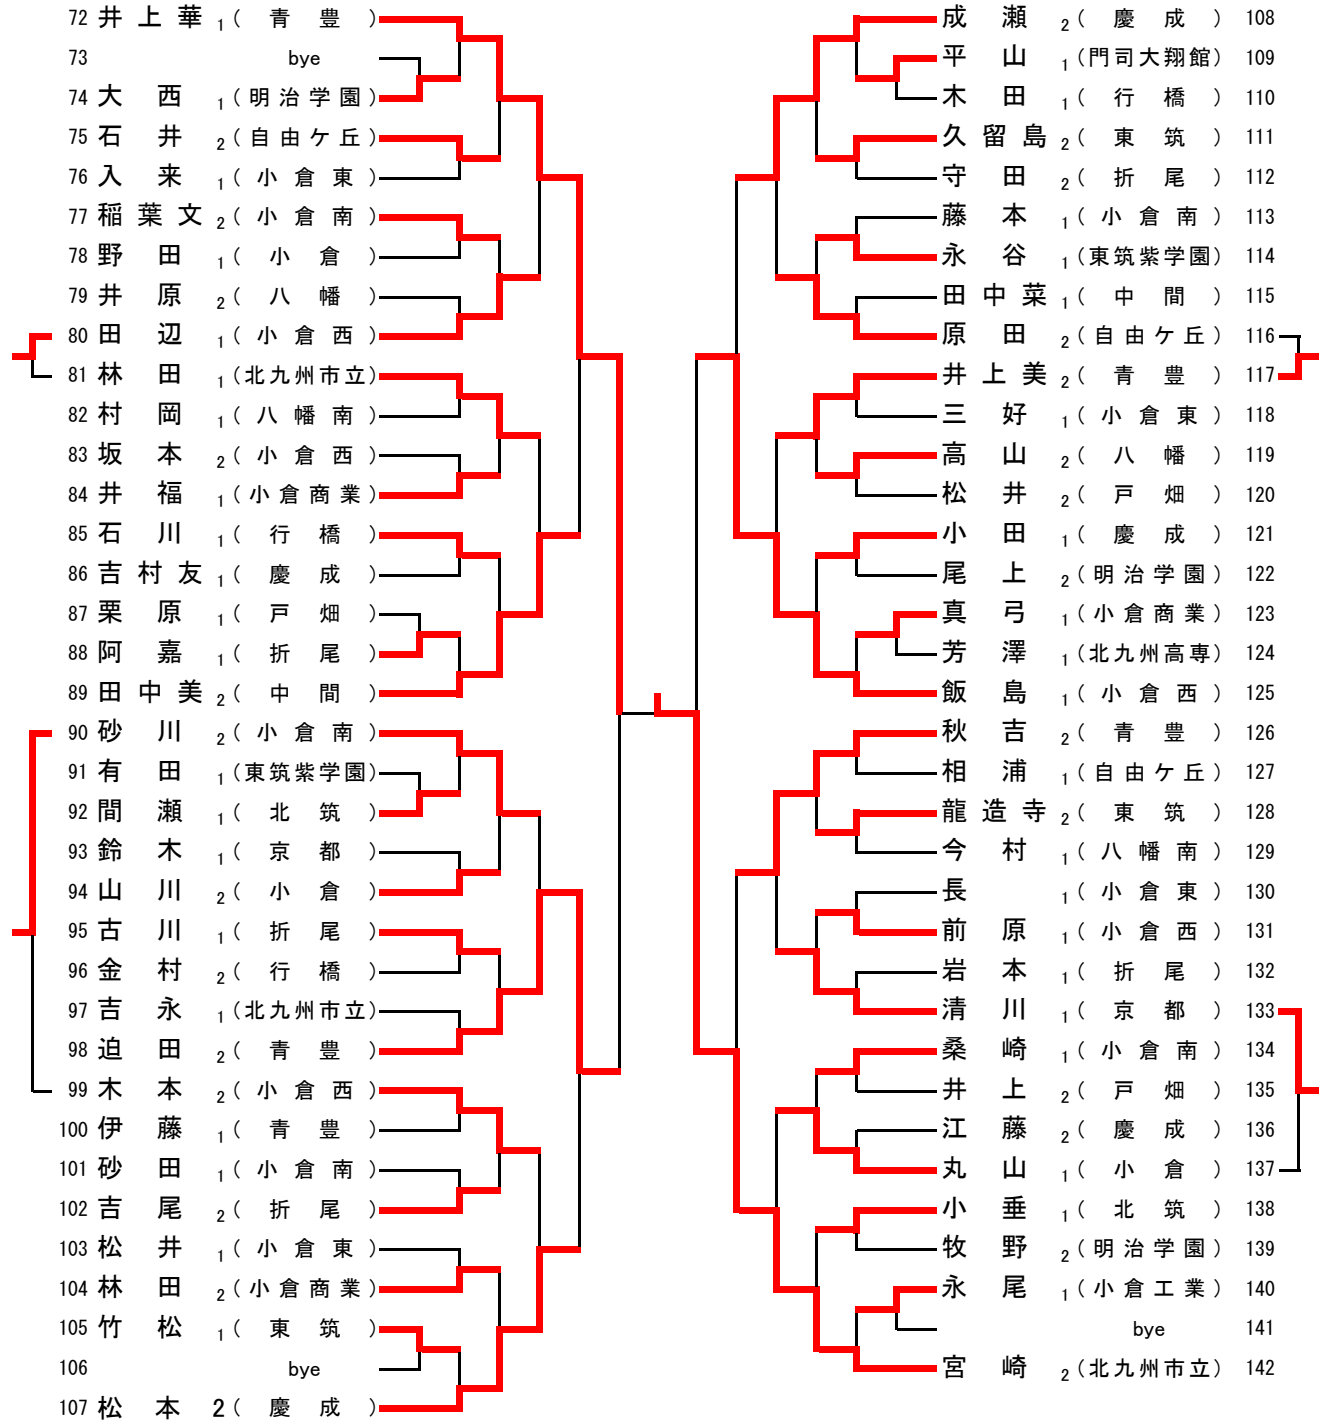 72 井上華 1 (青豊)
73 bye
74 大西 1 (明治学園)
75 石井 2 (自由ケ丘)
76 入来 1 (小倉東)
77 稲葉文 2 (小倉南)
78 野田 1 (小倉)
79 井原 2 (八幡)
80 田辺 1 (小倉西)
81 林田 1 (北九州市立)
82 村岡 1 (八幡南)
83 坂本 2 (小倉西)
84 井福 1 (小倉商業)
85 石川 1 (行橋)
86 吉村友 1 (慶成)
87 栗原 1 (戸畑)
88 阿嘉 1 (折尾)
89 田中美 2 (中間)
90 砂川 2 (小倉南)
91 有田 1 (東筑紫学園)
92 間瀬 1 (北筑)
93 鈴木 1 (京都)
94 山川 2 (小倉)
95 古川 1 (折尾)
96 金村 2 (行橋)
97 吉永 1 (北九州市立)
98 迫田 2 (青豊)
99 木本 2 (小倉西)
100 伊藤 1 (青豊)
101 砂田 1 (小倉南)
102 吉尾 2 (折尾)
103 松井 1 (小倉東)
104 林田 2 (小倉商業)
105 竹松 1 (東筑)
106 bye
107 松本 2 (慶成)
成瀬 2 (慶成) 108
平山 1 (門司大翔館) 109
木田 1 (行橋) 110
久留島 2 (東筑) 111
守田 2 (折尾) 112
藤本 1 (小倉南) 113
永谷 1 (東筑紫学園) 114
田中菜 1 (中間) 115
原田 2 (自由ケ丘) 116
井上美 2 (青豊) 117
三好 1 (小倉東) 118
高山 2 (八幡) 119
松井 2 (戸畑) 120
小田 1 (慶成) 121
尾上 2 (明治学園) 122
真弓 1 (小倉商業) 123
芳澤 1 (北九州高専) 124
飯島 1 (小倉西) 125
秋吉 2 (青豊) 126
相浦 1 (自由ケ丘) 127
龍造寺 2 (東筑) 128
今村 1 (八幡南) 129
長 1 (小倉東) 130
前原 1 (小倉西) 131
岩本 1 (折尾) 132
清川 1 (京都) 133
桑崎 1 (小倉南) 134
井上 2 (戸畑) 135
江藤 2 (慶成) 136
丸山 1 (小倉) 137
小垂 1 (北筑) 138
牧野 2 (明治学園) 139
永尾 1 (小倉工業) 140
bye 141
宮崎 2 (北九州市立) 142